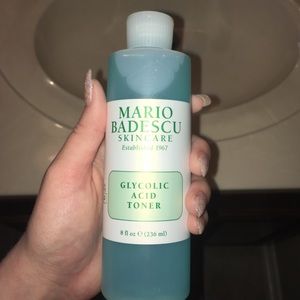 MARIO
BADESCU
SKINCARE
Established 1967
GLYCOLIC
ACID
TONER
8 fl oz ℮ (236 ml)